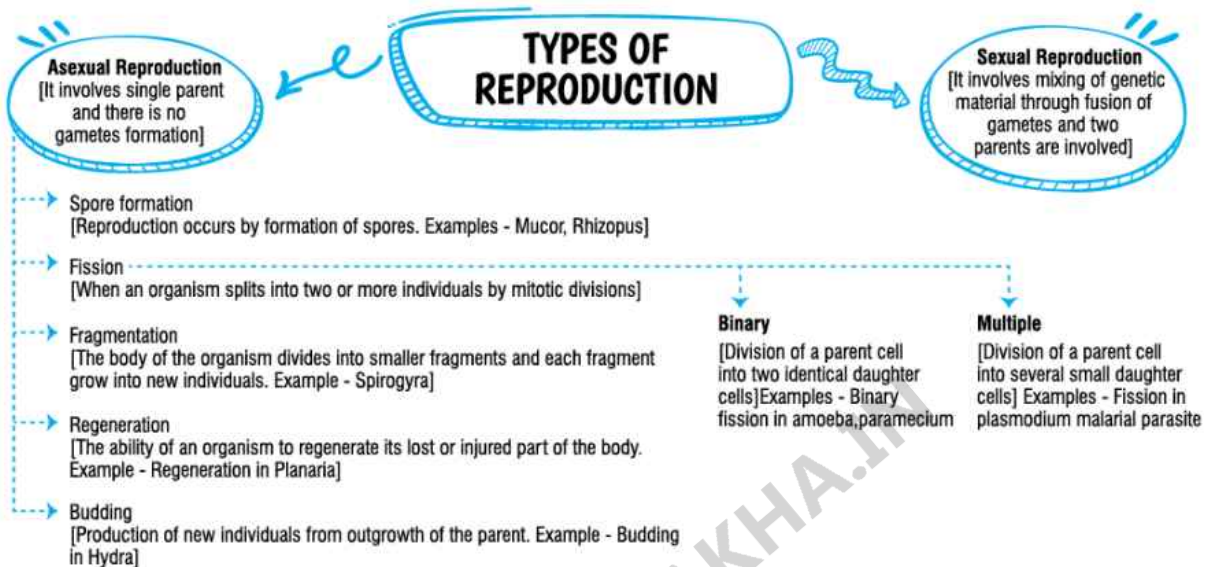 TYPES OF
REPRODUCTION
Asexual Reproduction
[It involves single parent
and there is no
gametes formation]
Sexual Reproduction
[It involves mixing of genetic
material through fusion of
gametes and two
parents are involved]
Spore formation
[Reproduction occurs by formation of spores. Examples - Mucor, Rhizopus]
Fission
[When an organism splits into two or more individuals by mitotic divisions]
Binary
[Division of a parent cell
into two identical daughter
cells]Examples - Binary
fission in amoeba,paramecium
Multiple
[Division of a parent cell
into several small daughter
cells] Examples - Fission in
plasmodium malarial parasite
Fragmentation
[The body of the organism divides into smaller fragments and each fragment
grow into new individuals. Example - Spirogyra]
Regeneration
[The ability of an organism to regenerate its lost or injured part of the body.
Example - Regeneration in Planaria]
Budding
[Production of new individuals from outgrowth of the parent. Example - Budding
in Hydra]
AKHA.IN